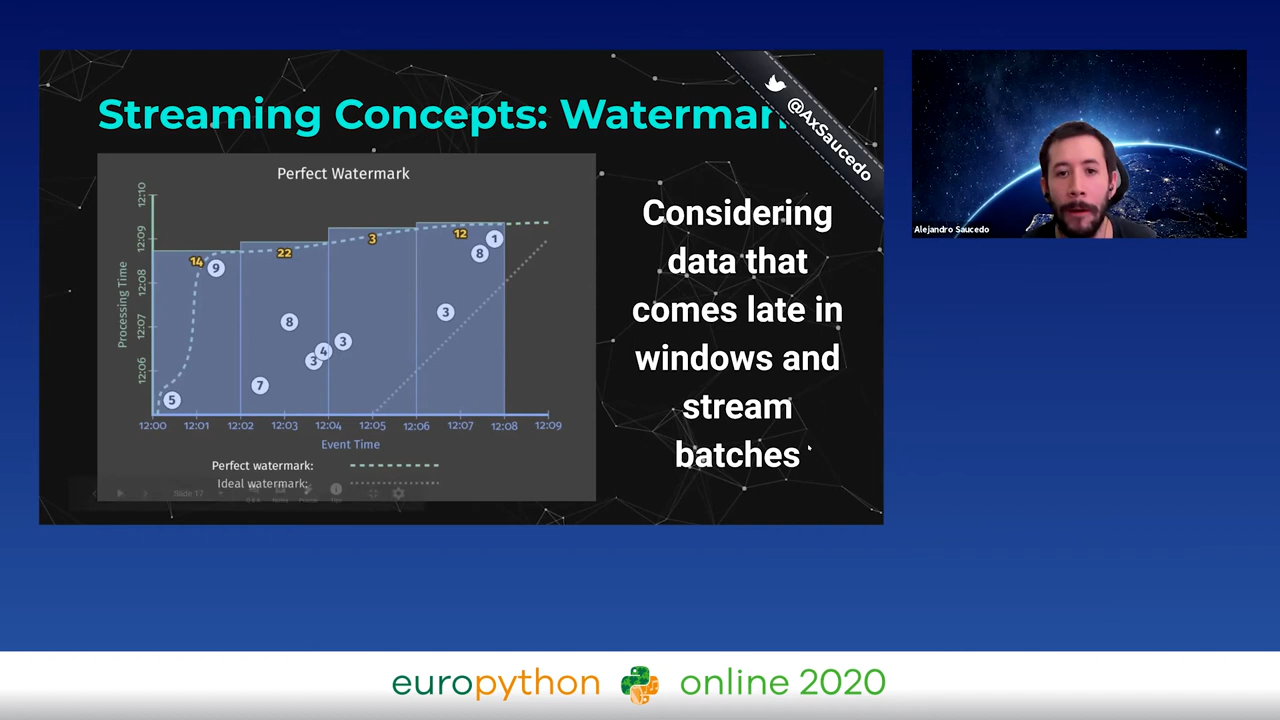 Streaming Concepts: Watermark
@AxSaucedo
Perfect Watermark
Processing Time
12:10
12:09
12:08
12:07
12:06
14
9
22
3
12
1
8
8
3
3
4
3
7
5
12:00 12:01 12:02 12:03 12:04 12:05 12:06 12:07 12:08 12:09
Event Time
Perfect watermark:
Ideal watermark:
Slide 17
Considering
data that
comes late in
windows and
stream
batches
Alejandro Saucedo
europython online 2020